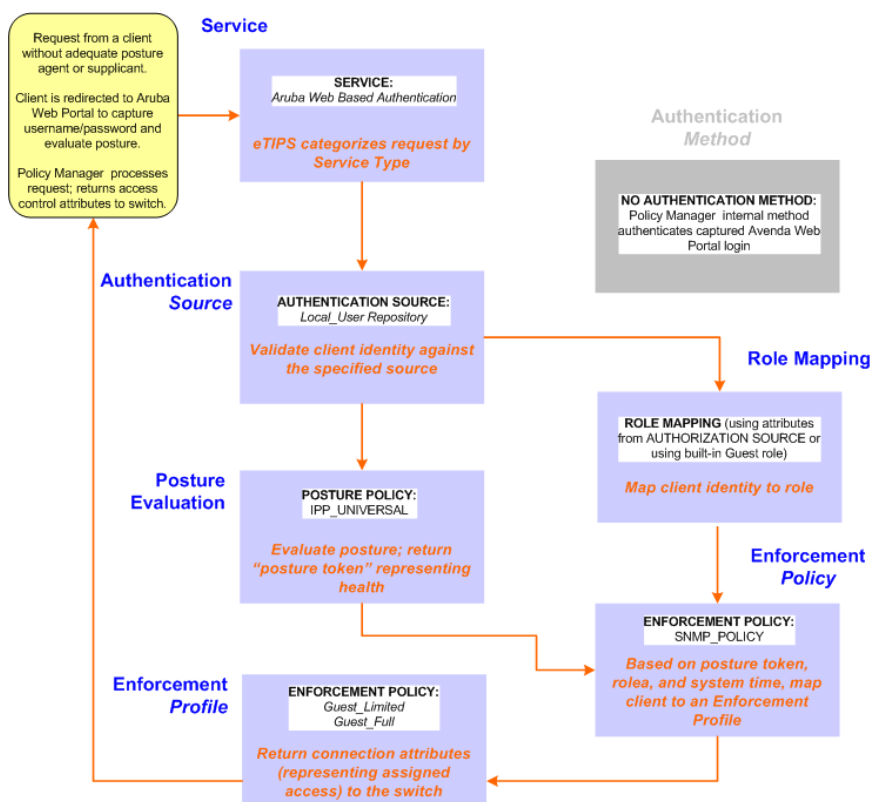 Service
Request from a client
without adequate posture
agent or supplicant.
Client is redirected to Aruba
Web Portal to capture
username/password and
evaluate posture.
Policy Manager processes
request; returns access
control attributes to switch.
SERVICE:
Aruba Web Based Authentication
eTIPS categorizes request by
Service Type
Authentication
Method
NO AUTHENTICATION METHOD:
Policy Manager internal method
authenticates captured Avenda Web
Portal login
Authentication
Source
AUTHENTICATION SOURCE:
Local_User Repository
Validate client identity against
the specified source
Role Mapping
ROLE MAPPING (using attributes
from AUTHORIZATION SOURCE or
using built-in Guest role)
Map client identity to role
Posture
Evaluation
POSTURE POLICY:
IPP_UNIVERSAL
Evaluate posture; return
“posture token” representing
health
Enforcement
Policy
ENFORCEMENT POLICY:
SNMP_POLICY
Based on posture token,
rolea, and system time, map
client to an Enforcement
Profile
Enforcement
Profile
ENFORCEMENT POLICY:
Guest_Limited
Guest_Full
Return connection attributes
(representing assigned
access) to the switch